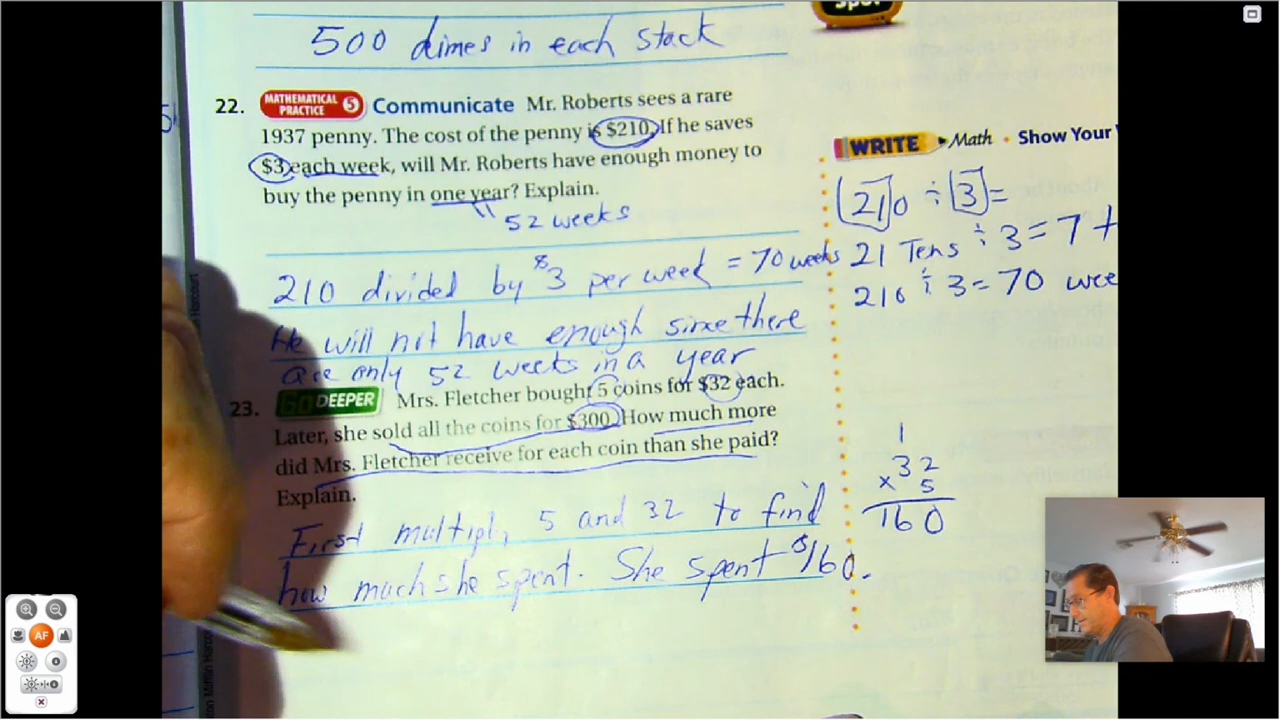 500 dimes in each stack
22. MATHEMATICAL PRACTICE 5 Communicate Mr. Roberts sees a rare
1937 penny. The cost of the penny is $210. If he saves
$3 each week, will Mr. Roberts have enough money to
buy the penny in one year? Explain.
52 weeks
210 divided by $3 per week = 70 weeks
He will not have enough since there
are only 52 weeks in a year
23. GO DEEPER Mrs. Fletcher bought 5 coins for $32 each.
Later, she sold all the coins for $300. How much more
did Mrs. Fletcher receive for each coin than she paid?
Explain.
First multiply 5 and 32 to find
how much she spent. She spent $160.
WRITE Math • Show Your
210 ÷ 3 =
21 Tens ÷ 3 = 7 t
210 ÷ 3 = 70 wee
1
32
x 5
160
AF